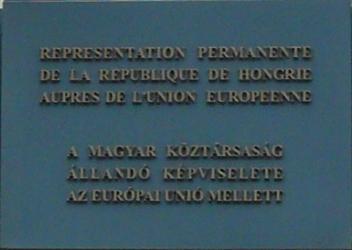 REPRESENTATION PERMANENTE
DE LA REPUBLIQUE DE HONGRIE
AUPRES DE L'UNION EUROPEENNE
A MAGYAR KÖZTÁRSASÁG
ÁLLANDÓ KÉPVISELETE
AZ EURÓPAI UNIÓ MELLETT